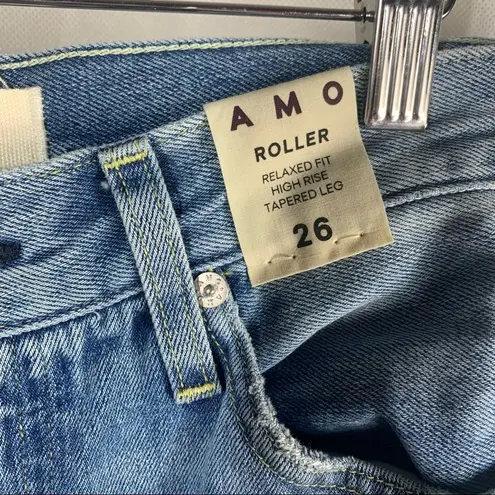 AMO
ROLLER
RELAXED FIT
HIGH RISE
TAPERED LEG
26